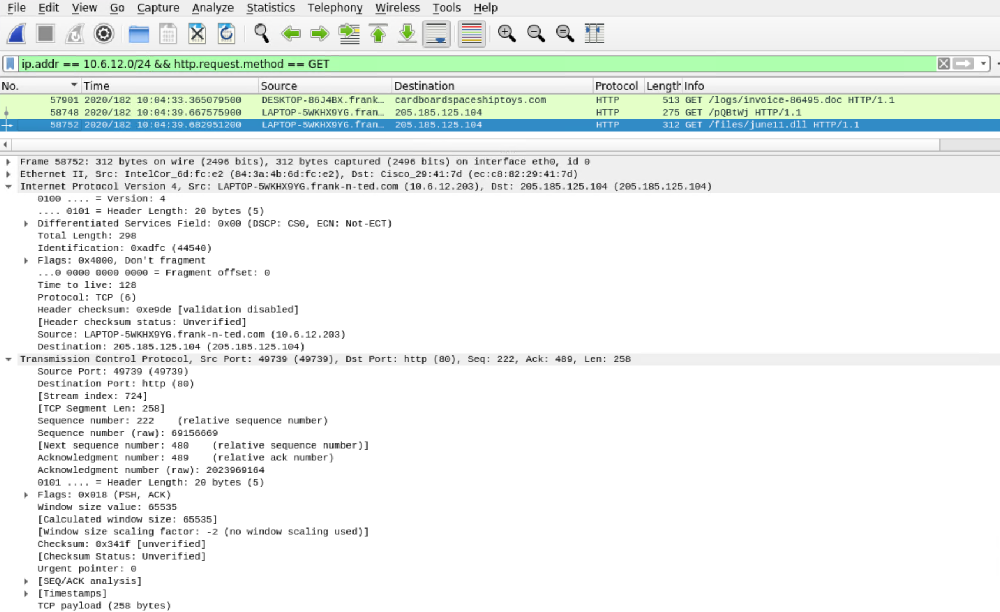 File Edit View Go Capture Analyze Statistics Telephony Wireless Tools Help
ip.addr == 10.6.12.0/24 && http.request.method == GET
No. Time Source Destination Protocol Length Info
57901 2020/182 10:04:33.365079500 DESKTOP-86J4BX.frank… cardboardspaceshiptoys.com HTTP 513 GET /logs/invoice-86495.doc HTTP/1.1
58748 2020/182 10:04:39.667575900 LAPTOP-5WKHX9YG.fran… 205.185.125.104 HTTP 275 GET /pQBtWj HTTP/1.1
58752 2020/182 10:04:39.682951200 LAPTOP-5WKHX9YG.fran… 205.185.125.104 HTTP 312 GET /files/june11.dll HTTP/1.1
Frame 58752: 312 bytes on wire (2496 bits), 312 bytes captured (2496 bits) on interface eth0, id 0
Ethernet II, Src: IntelCor_6d:fc:e2 (84:3a:4b:6d:fc:e2), Dst: Cisco_29:41:7d (ec:c8:82:29:41:7d)
Internet Protocol Version 4, Src: LAPTOP-5WKHX9YG.frank-n-ted.com (10.6.12.203), Dst: 205.185.125.104 (205.185.125.104)
0100 .... = Version: 4
.... 0101 = Header Length: 20 bytes (5)
Differentiated Services Field: 0x00 (DSCP: CS0, ECN: Not-ECT)
Total Length: 298
Identification: 0xadfc (44540)
Flags: 0x4000, Don't fragment
...0 0000 0000 0000 = Fragment offset: 0
Time to live: 128
Protocol: TCP (6)
Header checksum: 0xe9de [validation disabled]
[Header checksum status: Unverified]
Source: LAPTOP-5WKHX9YG.frank-n-ted.com (10.6.12.203)
Destination: 205.185.125.104 (205.185.125.104)
Transmission Control Protocol, Src Port: 49739 (49739), Dst Port: http (80), Seq: 222, Ack: 489, Len: 258
Source Port: 49739 (49739)
Destination Port: http (80)
[Stream index: 724]
[TCP Segment Len: 258]
Sequence number: 222 (relative sequence number)
Sequence number (raw): 69156669
[Next sequence number: 480 (relative sequence number)]
Acknowledgment number: 489 (relative ack number)
Acknowledgment number (raw): 2023969164
0101 .... = Header Length: 20 bytes (5)
Flags: 0x018 (PSH, ACK)
Window size value: 65535
[Calculated window size: 65535]
[Window size scaling factor: -2 (no window scaling used)]
Checksum: 0x341f [unverified]
[Checksum Status: Unverified]
Urgent pointer: 0
[SEQ/ACK analysis]
[Timestamps]
TCP payload (258 bytes)